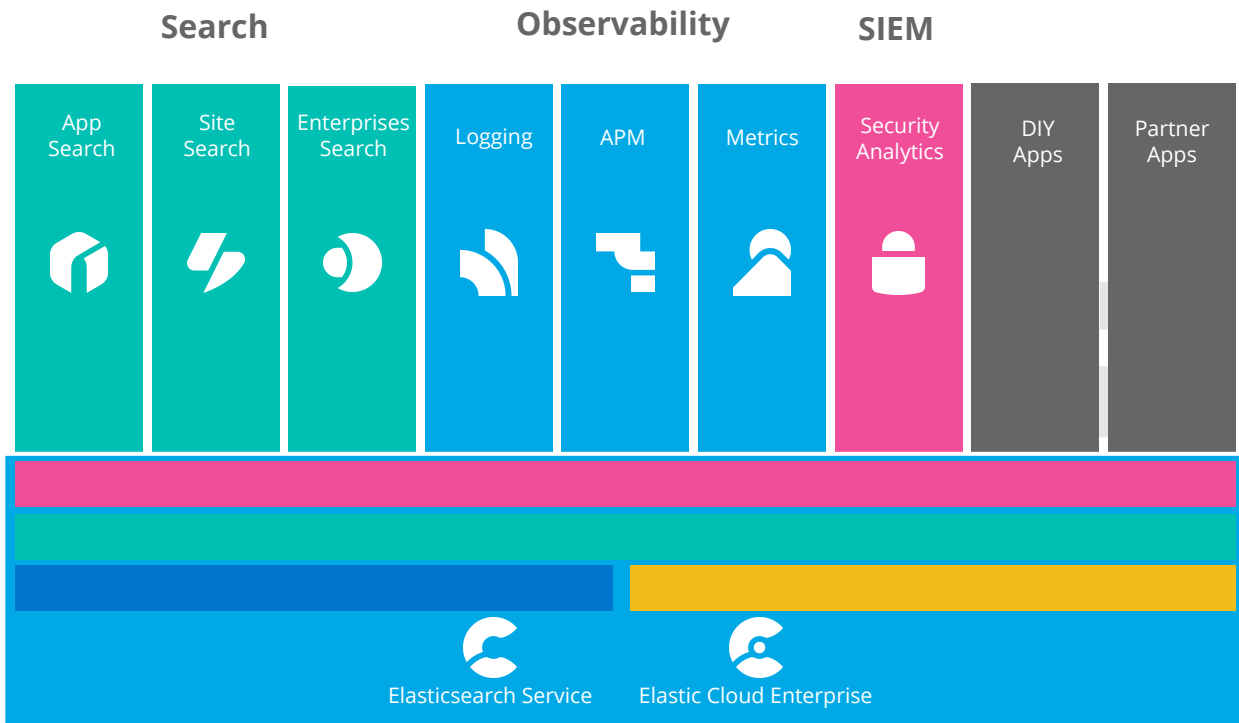 Search
Observability
SIEM
App
Search
Site
Search
Enterprises
Search
Logging
APM
Metrics
Security
Analytics
DIY
Apps
Partner
Apps
Elasticsearch Service
Elastic Cloud Enterprise